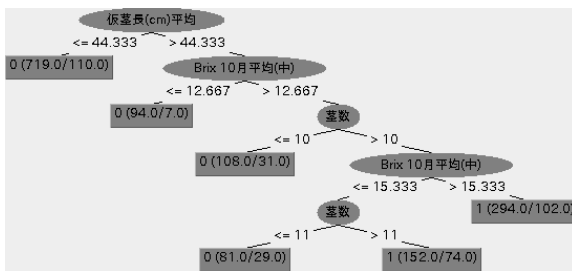 仮茎長(cm)平均
<= 44.333 > 44.333
0 (719.0/110.0)
Brix 10月平均(中)
<= 12.667 > 12.667
0 (94.0/7.0)
茎数
<= 10 > 10
0 (108.0/31.0)
Brix 10月平均(中)
<= 15.333 > 15.333
茎数
1 (294.0/102.0)
<= 11 > 11
0 (81.0/29.0)
1 (152.0/74.0)